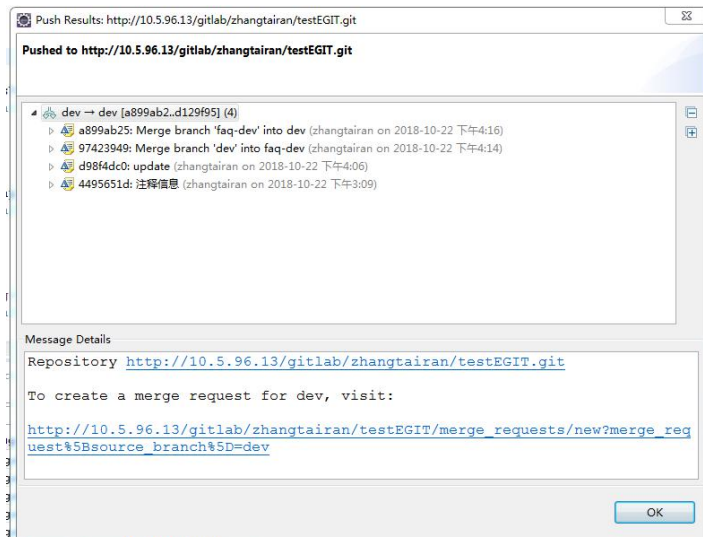 Push Results: http://10.5.96.13/gitlab/zhangtairan/testEGIT.git
Pushed to http://10.5.96.13/gitlab/zhangtairan/testEGIT.git
dev → dev [a899ab2..d129f95] (4)
a899ab25: Merge branch 'faq-dev' into dev (zhangtairan on 2018-10-22 下午4:16)
97423949: Merge branch 'dev' into faq-dev (zhangtairan on 2018-10-22 下午4:14)
d98f4dc0: update (zhangtairan on 2018-10-22 下午4:06)
4495651d: 注释信息 (zhangtairan on 2018-10-22 下午3:09)
Message Details
Repository http://10.5.96.13/gitlab/zhangtairan/testEGIT.git
To create a merge request for dev, visit:
http://10.5.96.13/gitlab/zhangtairan/testEGIT/merge_requests/new?merge_req
uest%5Bsource_branch%5D=dev
OK